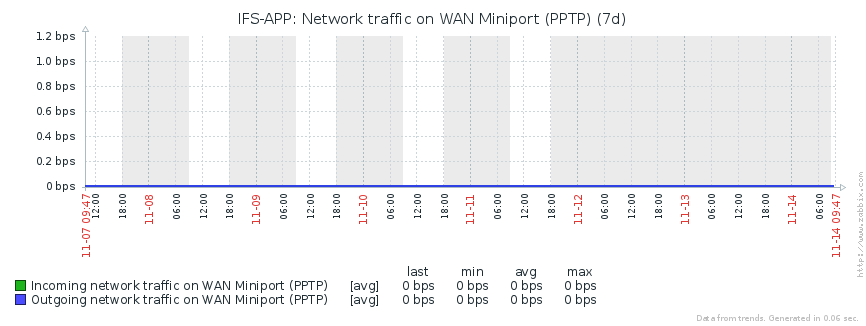 IFS-APP: Network traffic on WAN Miniport (PPTP) (7d)
1.2 bps
1.0 bps
0.8 bps
0.6 bps
0.4 bps
0.2 bps
0 bps
11-07 09:47
12:00
18:00
11-08
06:00
12:00
18:00
11-09
06:00
12:00
18:00
11-10
06:00
12:00
18:00
11-11
06:00
12:00
18:00
11-12
06:00
12:00
18:00
11-13
06:00
12:00
18:00
11-14
06:00
11-14 09:47
http://www.zabbix.com
last min avg max
Incoming network traffic on WAN Miniport (PPTP) [avg] 0 bps 0 bps 0 bps 0 bps
Outgoing network traffic on WAN Miniport (PPTP) [avg] 0 bps 0 bps 0 bps 0 bps
Data from trends. Generated in 0.06 sec.